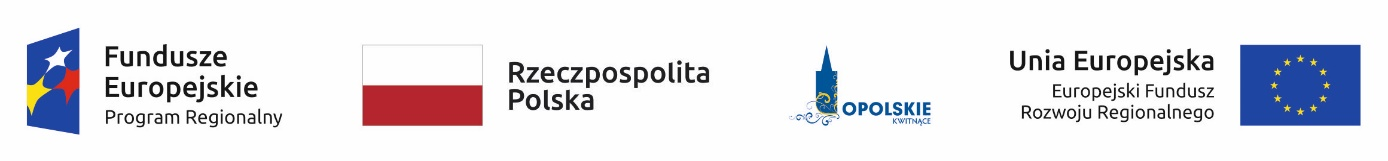 Fundusze
Europejskie
Program Regionalny
Rzeczpospolita
Polska
OPOLSKIE
KWITNĄCE
Unia Europejska
Europejski Fundusz
Rozwoju Regionalnego